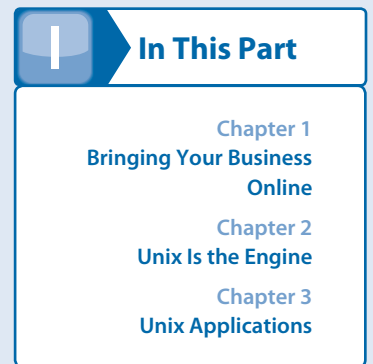 I
In This Part
Chapter 1
Bringing Your Business
Online
Chapter 2
Unix Is the Engine
Chapter 3
Unix Applications